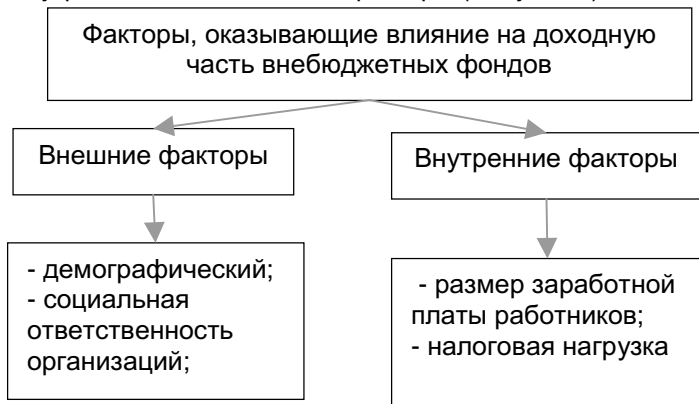 Факторы, оказывающие влияние на доходную
часть внебюджетных фондов
Внешние факторы
Внутренние факторы
- демографический;
- социальная
ответственность
организаций;
- размер заработной
платы работников;
- налоговая нагрузка